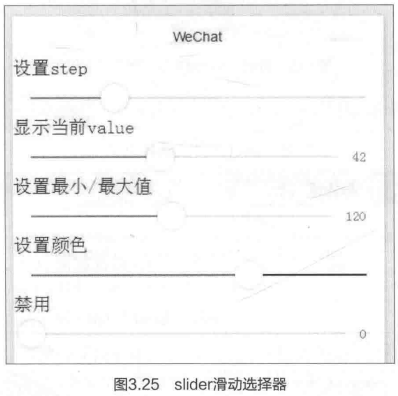 WeChat
设置step
显示当前value
42
设置最小/最大值
120
设置颜色
禁用
0
图3.25 slider滑动选择器